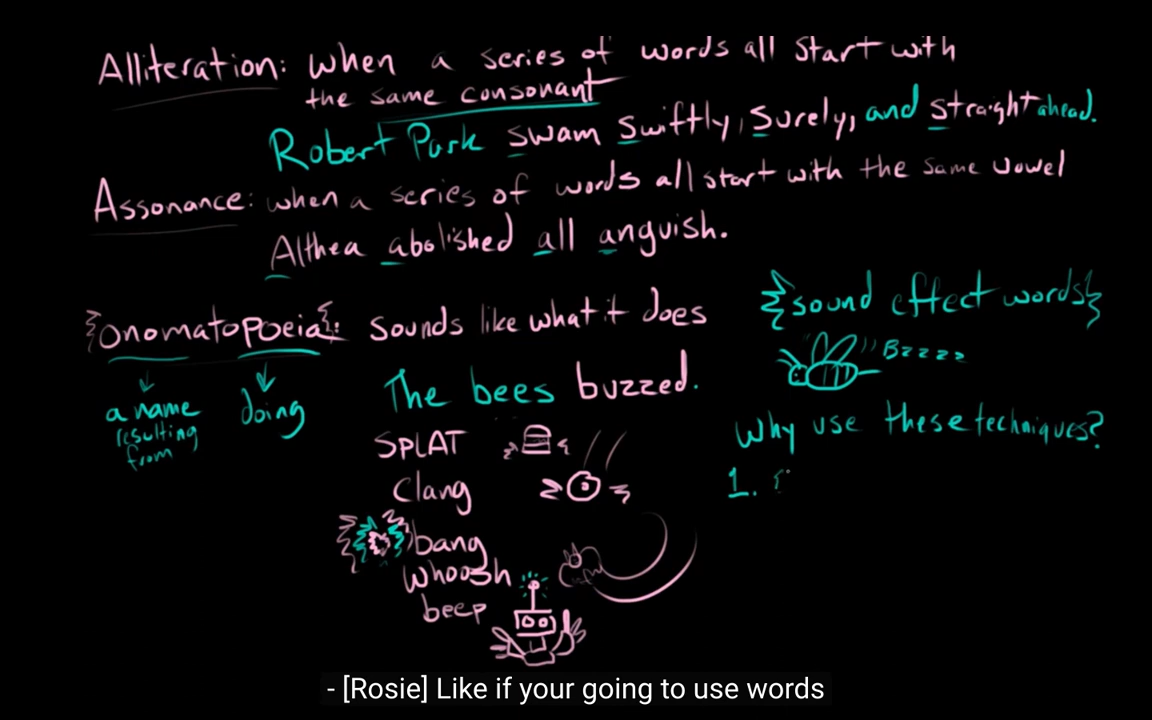 Alliteration: when a series of words all start with
the same consonant
Robert Park swam swiftly, surely, and straight ahead.
Assonance: when a series of words all start with the same vowel
Althea abolished all anguish.
onomatopoeia: sounds like what it does
a name
resulting
from
doing
The bees buzzed.
SPLAT
Clang
bang
whoosh
beep
sound effect words
Bzzzz
Why use these techniques?
1.
- [Rosie] Like if your going to use words